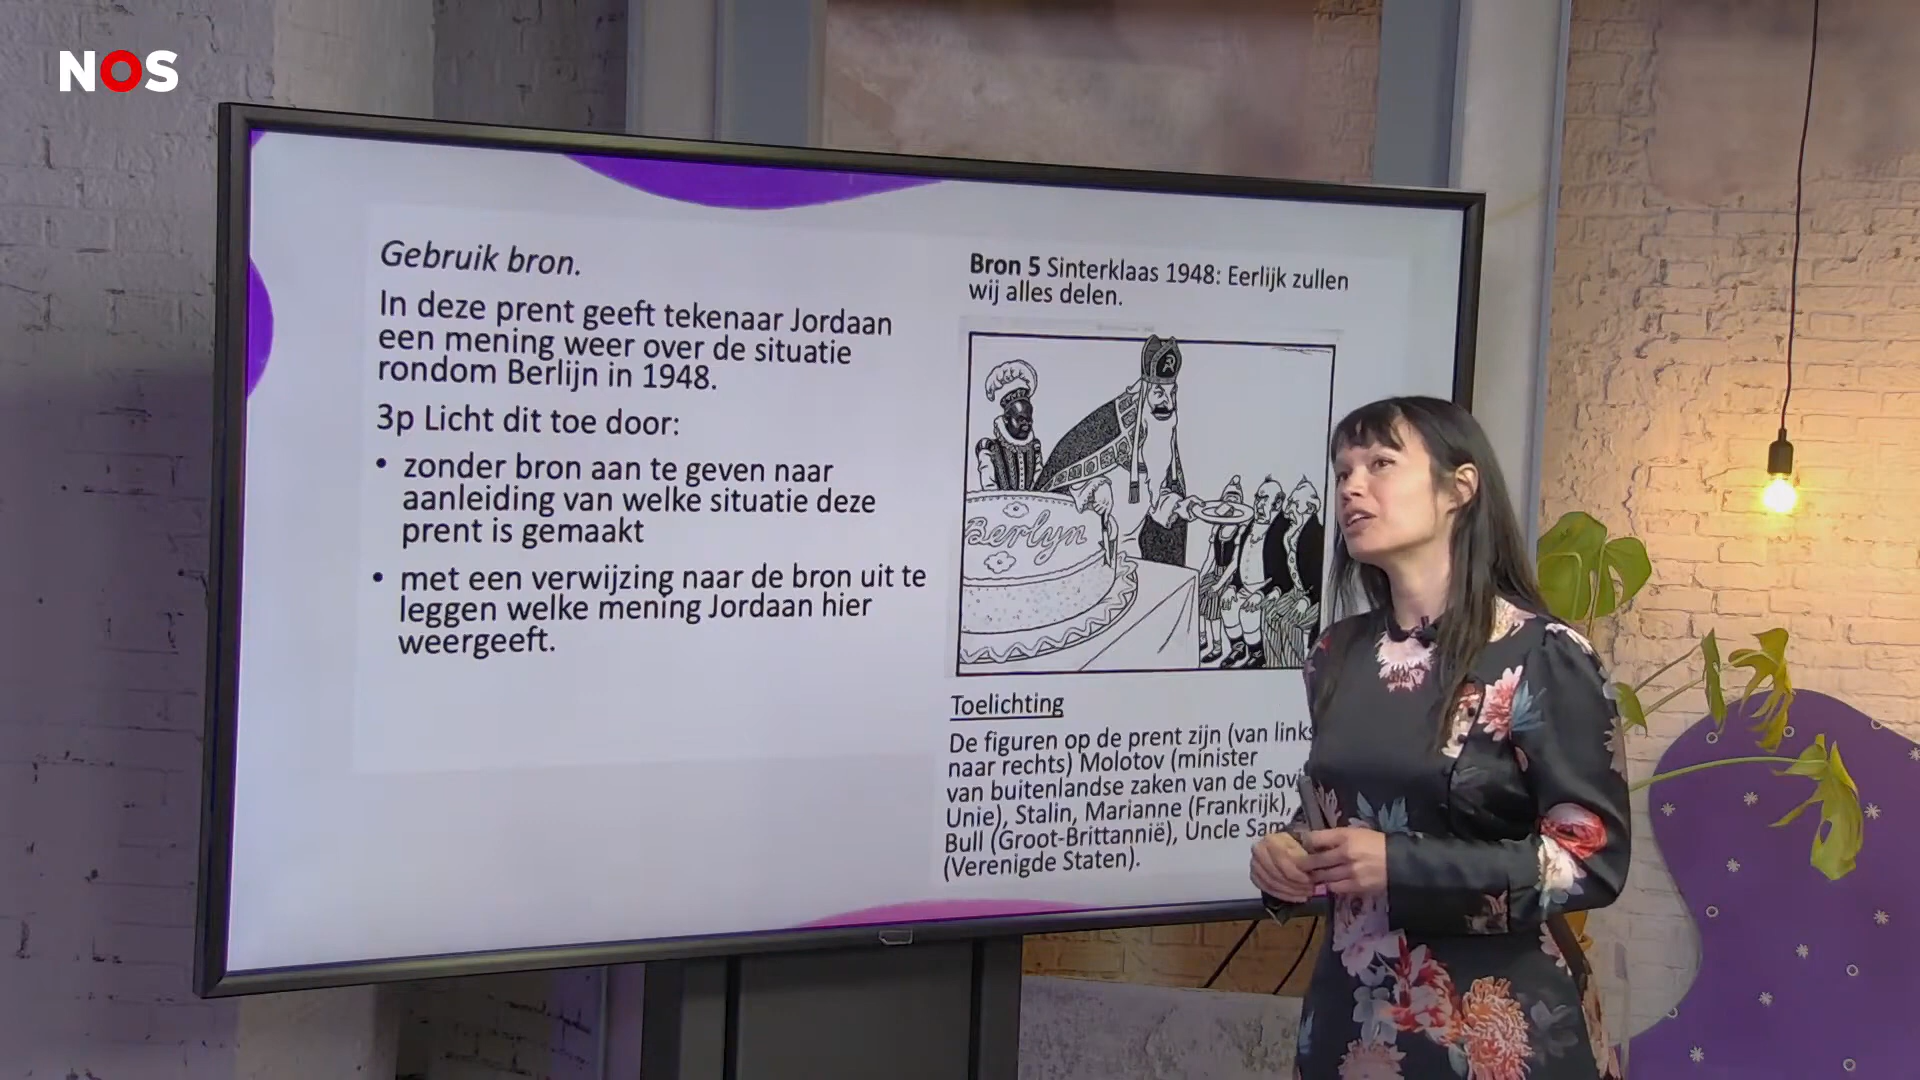 NOS
Gebruik bron.
In deze prent geeft tekenaar Jordaan
een mening weer over de situatie
rondom Berlijn in 1948.
3p Licht dit toe door:
• zonder bron aan te geven naar
aanleiding van welke situatie deze
prent is gemaakt
• met een verwijzing naar de bron uit te
leggen welke mening Jordaan hier
weergeeft.
Bron 5 Sinterklaas 1948: Eerlijk zullen
wij alles delen.
Berlyn
Toelichting
De figuren op de prent zijn (van links
naar rechts) Molotov (minister
van buitenlandse zaken van de Sovj
Unie), Stalin, Marianne (Frankrijk),
Bull (Groot-Brittannië), Uncle Sam
(Verenigde Staten).